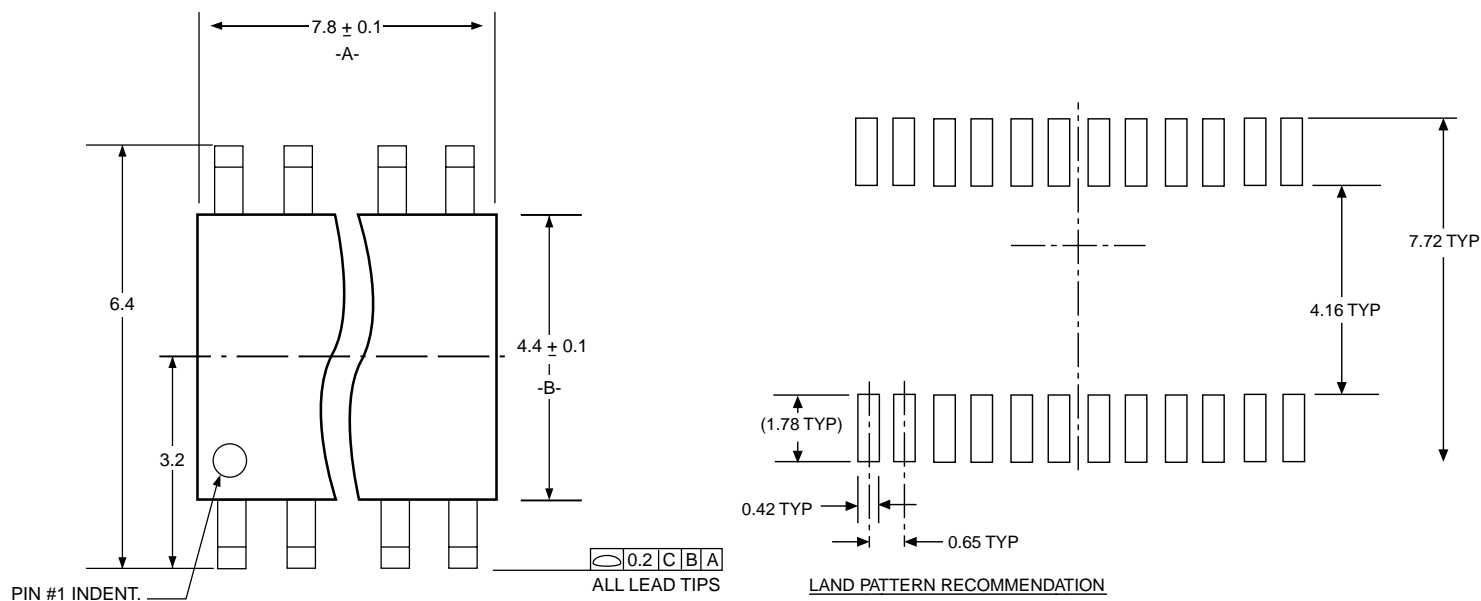 7.8 ± 0.1
-A-
6.4
3.2
4.4 ± 0.1
-B-
PIN #1 INDENT.
0.2 C B A
ALL LEAD TIPS
7.72 TYP
4.16 TYP
(1.78 TYP)
0.42 TYP
0.65 TYP
LAND PATTERN RECOMMENDATION